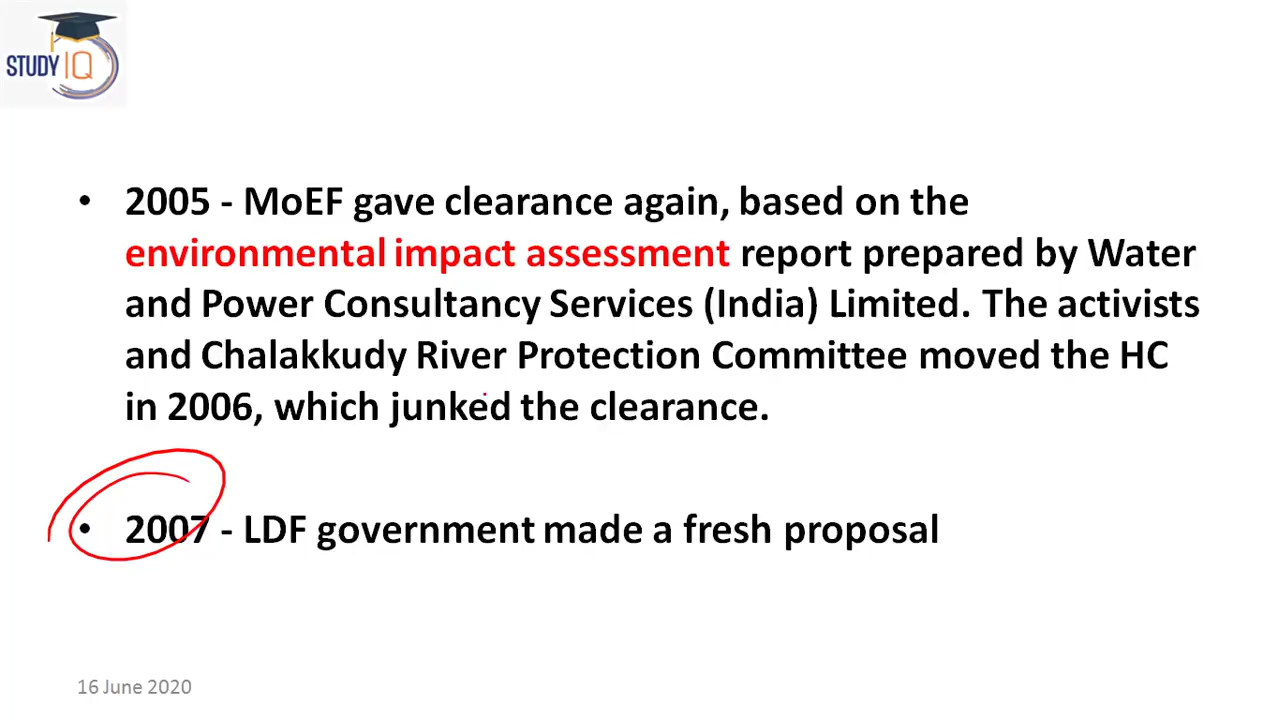 STUDY IQ
• 2005 - MoEF gave clearance again, based on the
environmental impact assessment report prepared by Water
and Power Consultancy Services (India) Limited. The activists
and Chalakkudy River Protection Committee moved the HC
in 2006, which junked the clearance.
• 2007 - LDF government made a fresh proposal
16 June 2020